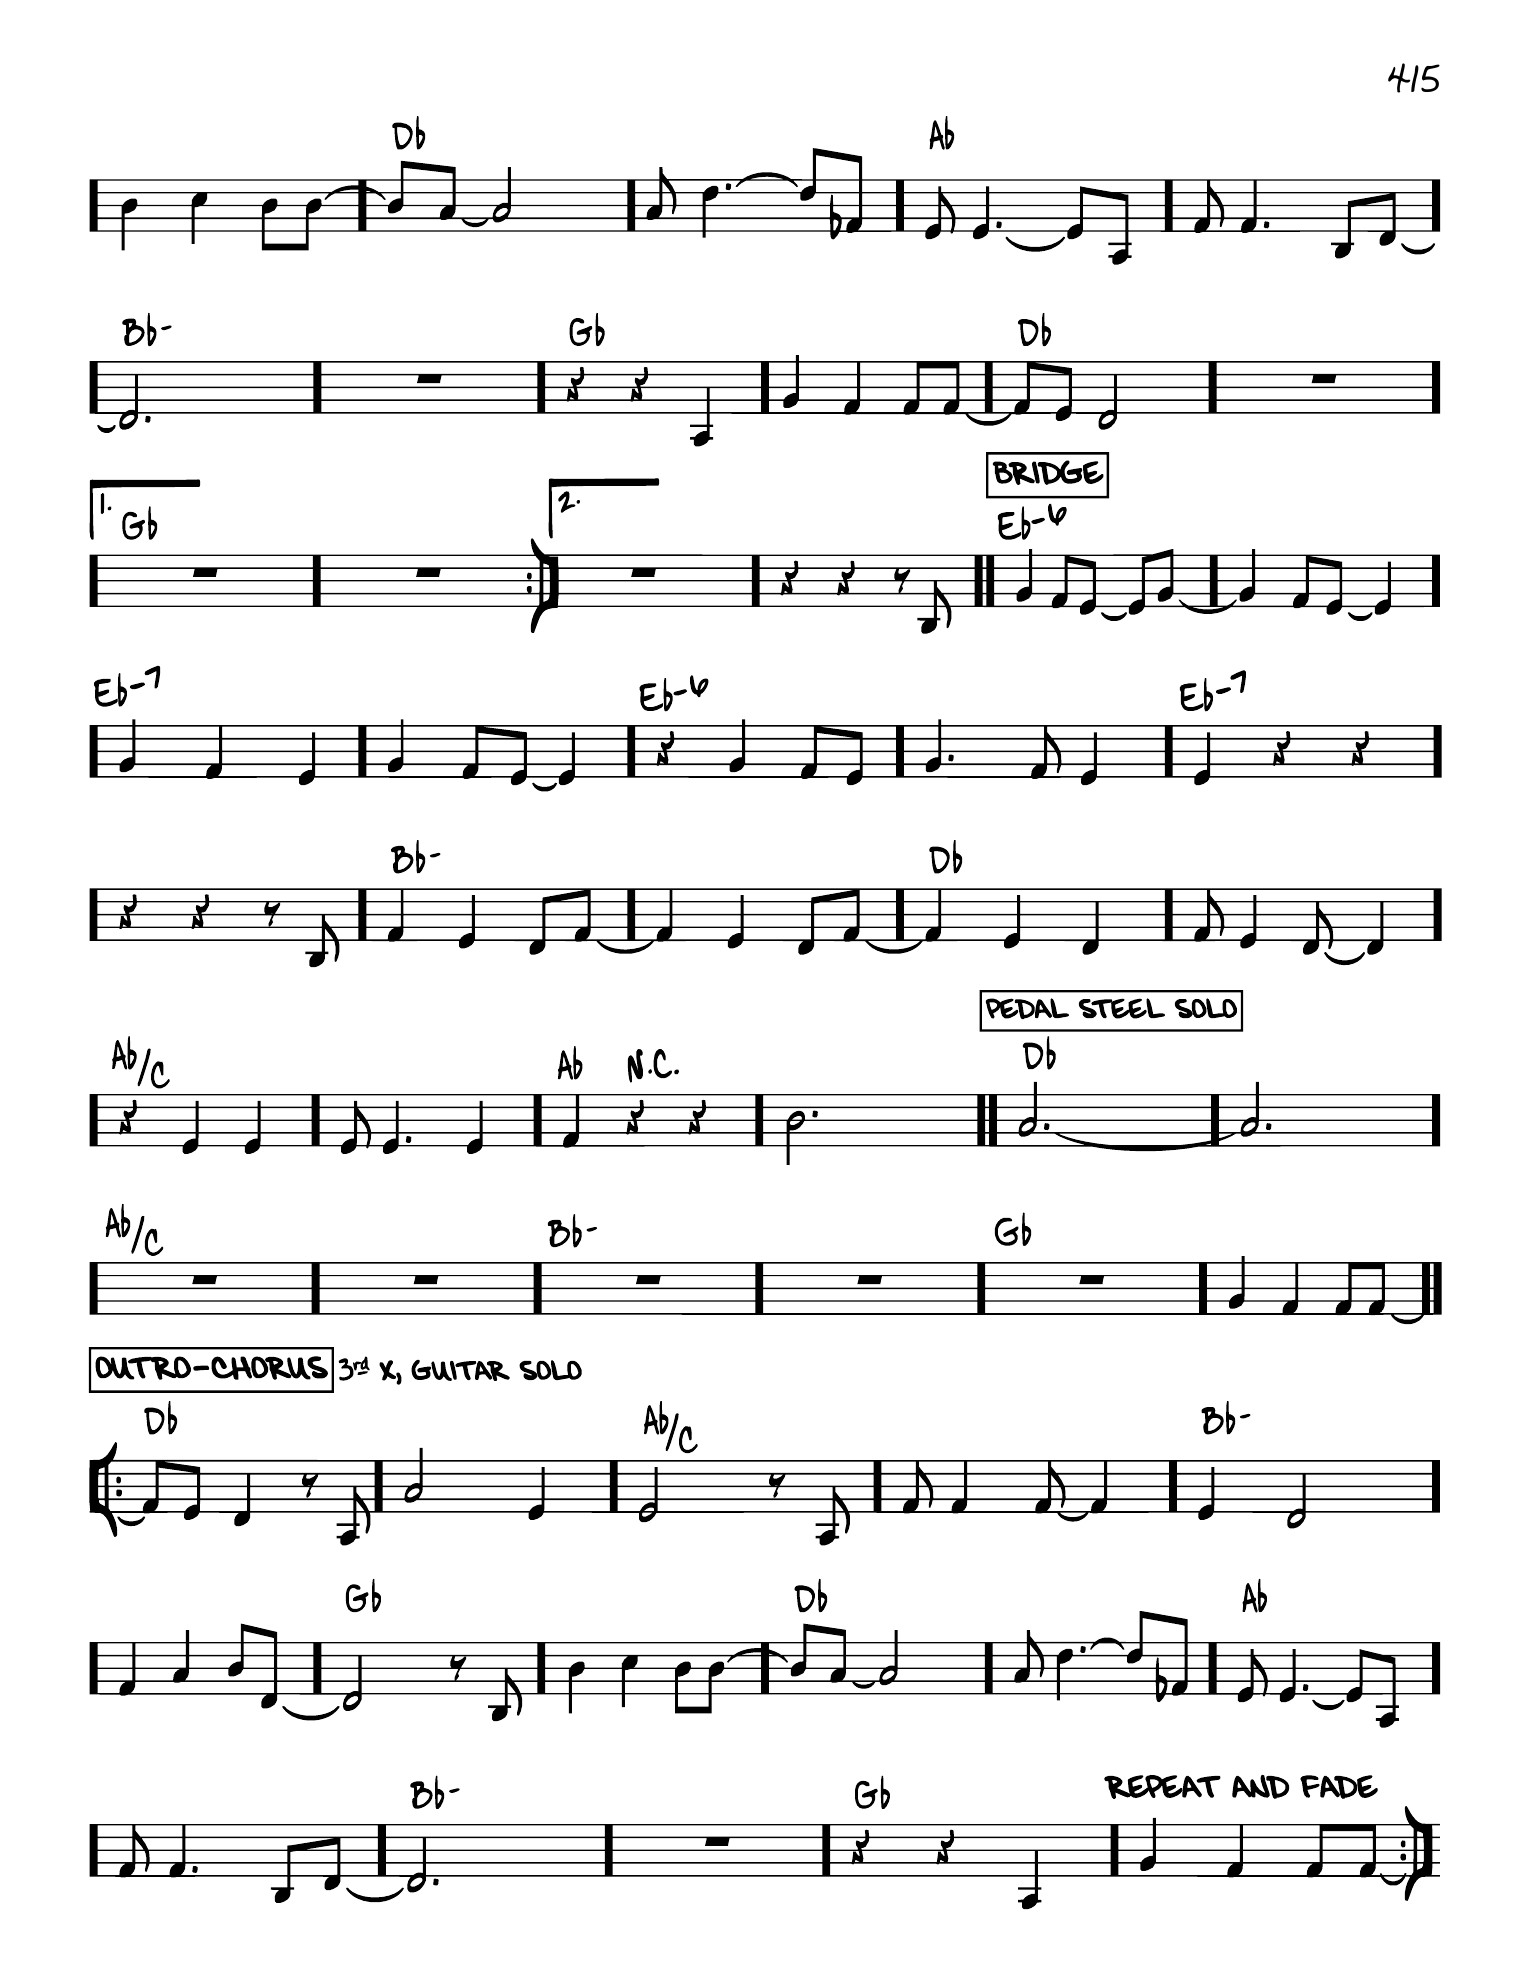 415
Db Ab
Bb- Gb Db
1. 2. BRIDGE
Gb Eb-6
Eb-7 Eb-6 Eb-7
Bb- Db
PEDAL STEEL SOLO
Ab/C Ab N.C. Db
Ab/C Bb- Gb
OUTRO-CHORUS 3rd X, GUITAR SOLO
Db Ab/C Bb-
Gb Db Ab
Bb- Gb REPEAT AND FADE